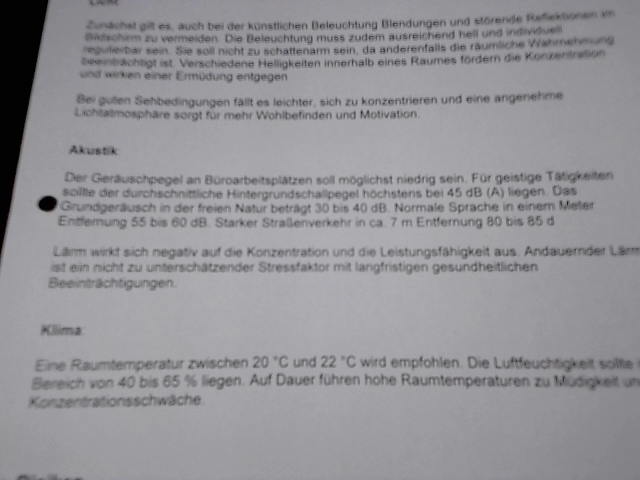 Licht
Zunächst gilt es, auch bei der künstlichen Beleuchtung Blendungen und störende Reflektionen im
Bildschirm zu vermeiden. Die Beleuchtung muss zudem ausreichend hell und individuell
regulierbar sein. Sie soll nicht zu schattenarm sein, da anderenfalls die räumliche Wahrnehmung
beeinträchtigt ist. Verschiedene Helligkeiten innerhalb eines Raumes fördern die Konzentration
und wirken einer Ermüdung entgegen
Bei guten Sehbedingungen fällt es leichter, sich zu konzentrieren und eine angenehme
Lichtatmosphäre sorgt für mehr Wohlbefinden und Motivation.
Akustik
Der Geräuschpegel an Büroarbeitsplätzen soll möglichst niedrig sein. Für geistige Tätigkeiten
sollte der durchschnittliche Hintergrundschallpegel höchstens bei 45 dB (A) liegen. Das
Grundgeräusch in der freien Natur beträgt 30 bis 40 dB. Normale Sprache in einem Meter
Entfernung 55 bis 60 dB. Starker Straßenverkehr in ca. 7 m Entfernung 80 bis 85 d
Lärm wirkt sich negativ auf die Konzentration und die Leistungsfähigkeit aus. Andauernder Lärm
ist ein nicht zu unterschätzender Stressfaktor mit langfristigen gesundheitlichen
Beeinträchtigungen.
Klima
Eine Raumtemperatur zwischen 20 °C und 22 °C wird empfohlen. Die Luftfeuchtigkeit sollte
Bereich von 40 bis 65 % liegen. Auf Dauer führen hohe Raumtemperaturen zu Müdigkeit un
Konzentrationsschwäche.